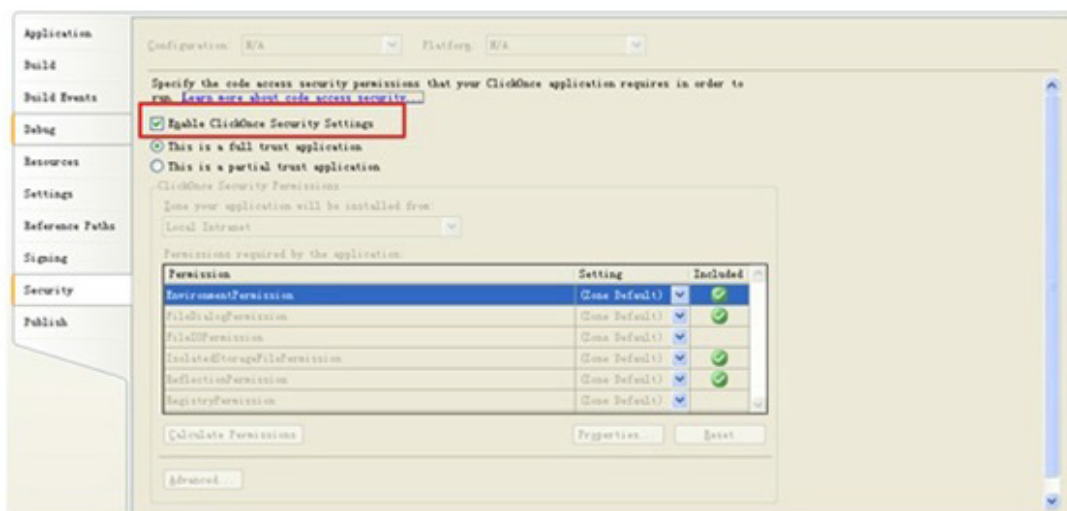 Application
Build
Build Events
Debug
Resources
Settings
Reference Paths
Signing
Security
Publish
Configuration: N/A Platform: N/A
Specify the code access security permissions that your ClickOnce application requires in order to
run. Learn more about code access security...
Enable ClickOnce Security Settings
This is a full trust application
This is a partial trust application
ClickOnce Security Permissions
Zone your application will be installed from:
Local Intranet
Permissions required by the application:
Permission Setting Included
EnvironmentPermission (Zone Default)
FileDialogPermission (Zone Default)
FileIOPermission (Zone Default)
IsolatedStorageFilePermission (Zone Default)
ReflectionPermission (Zone Default)
RegistryPermission (Zone Default)
Calculate Permissions Properties... Reset
Advanced...